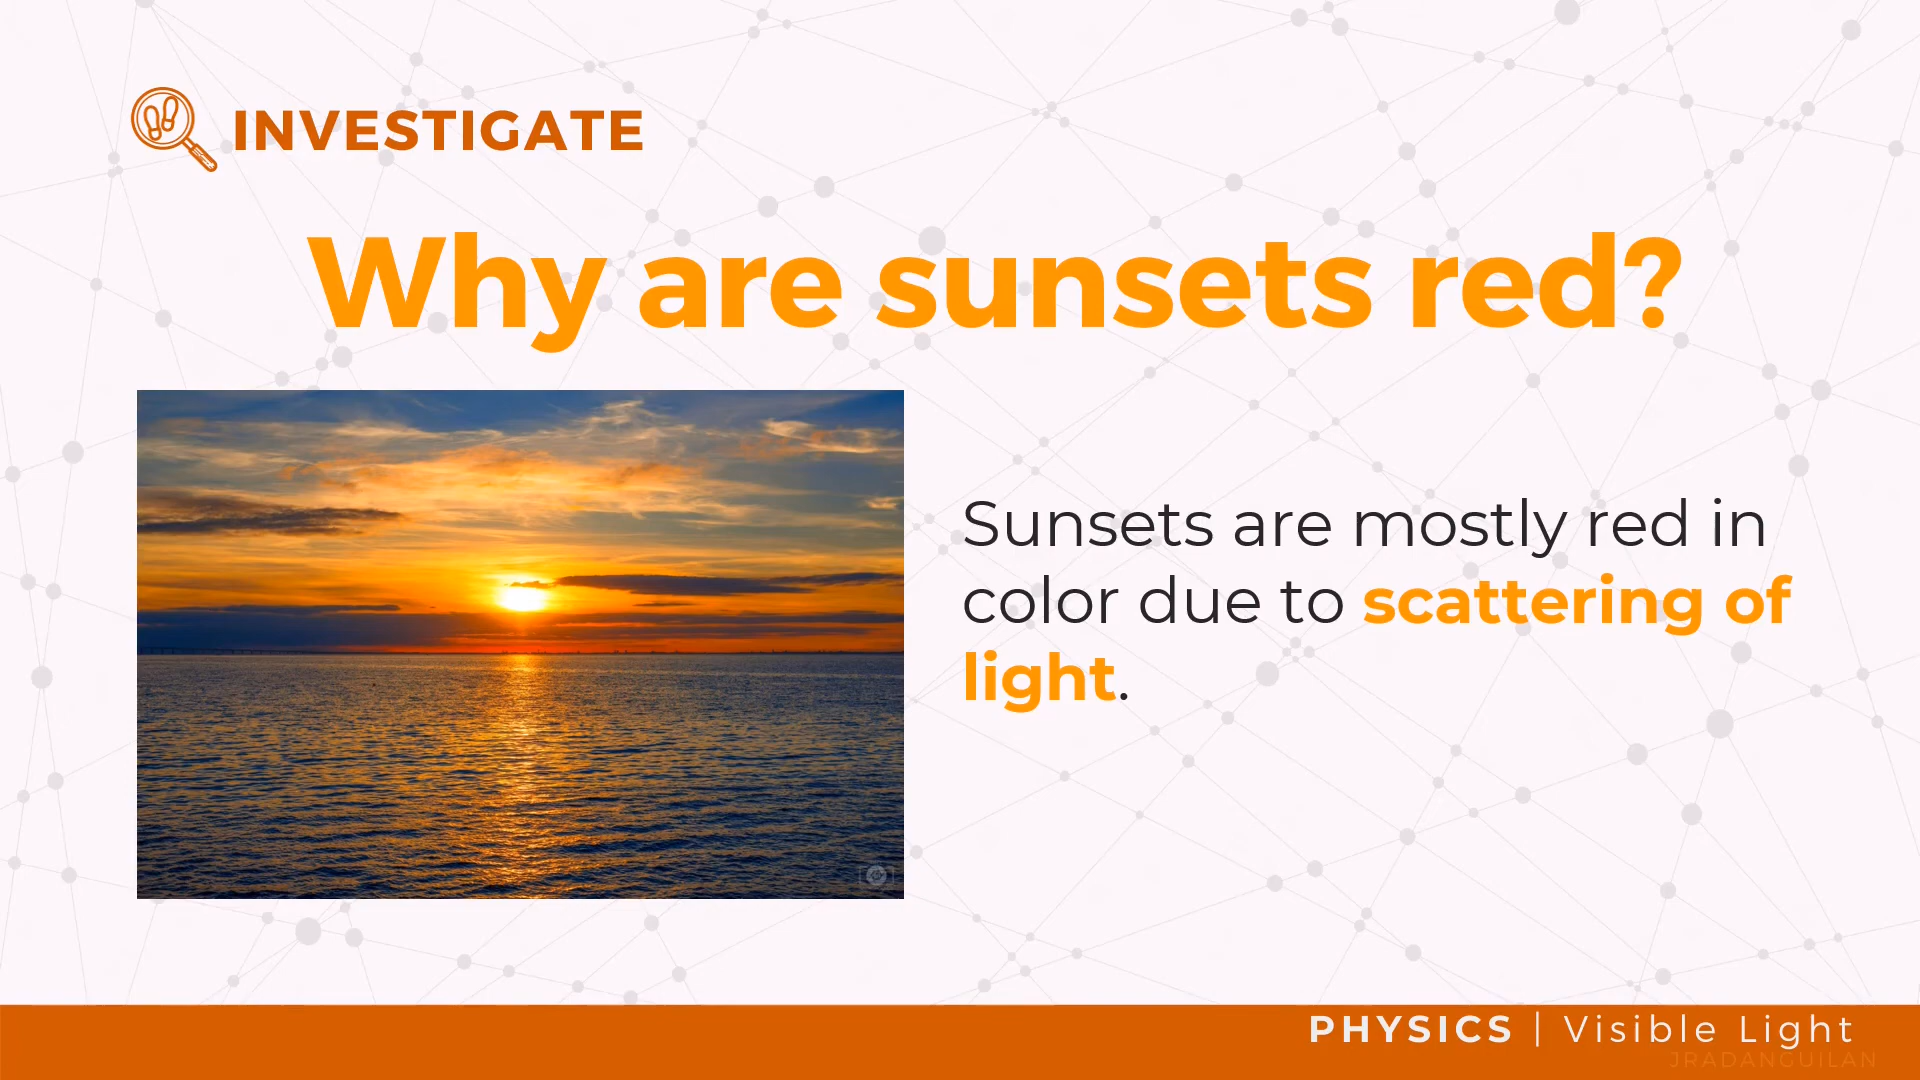 INVESTIGATE
Why are sunsets red?
Sunsets are mostly red in
color due to scattering of
light.
PHYSICS | Visible Light
JRADANGUILAN